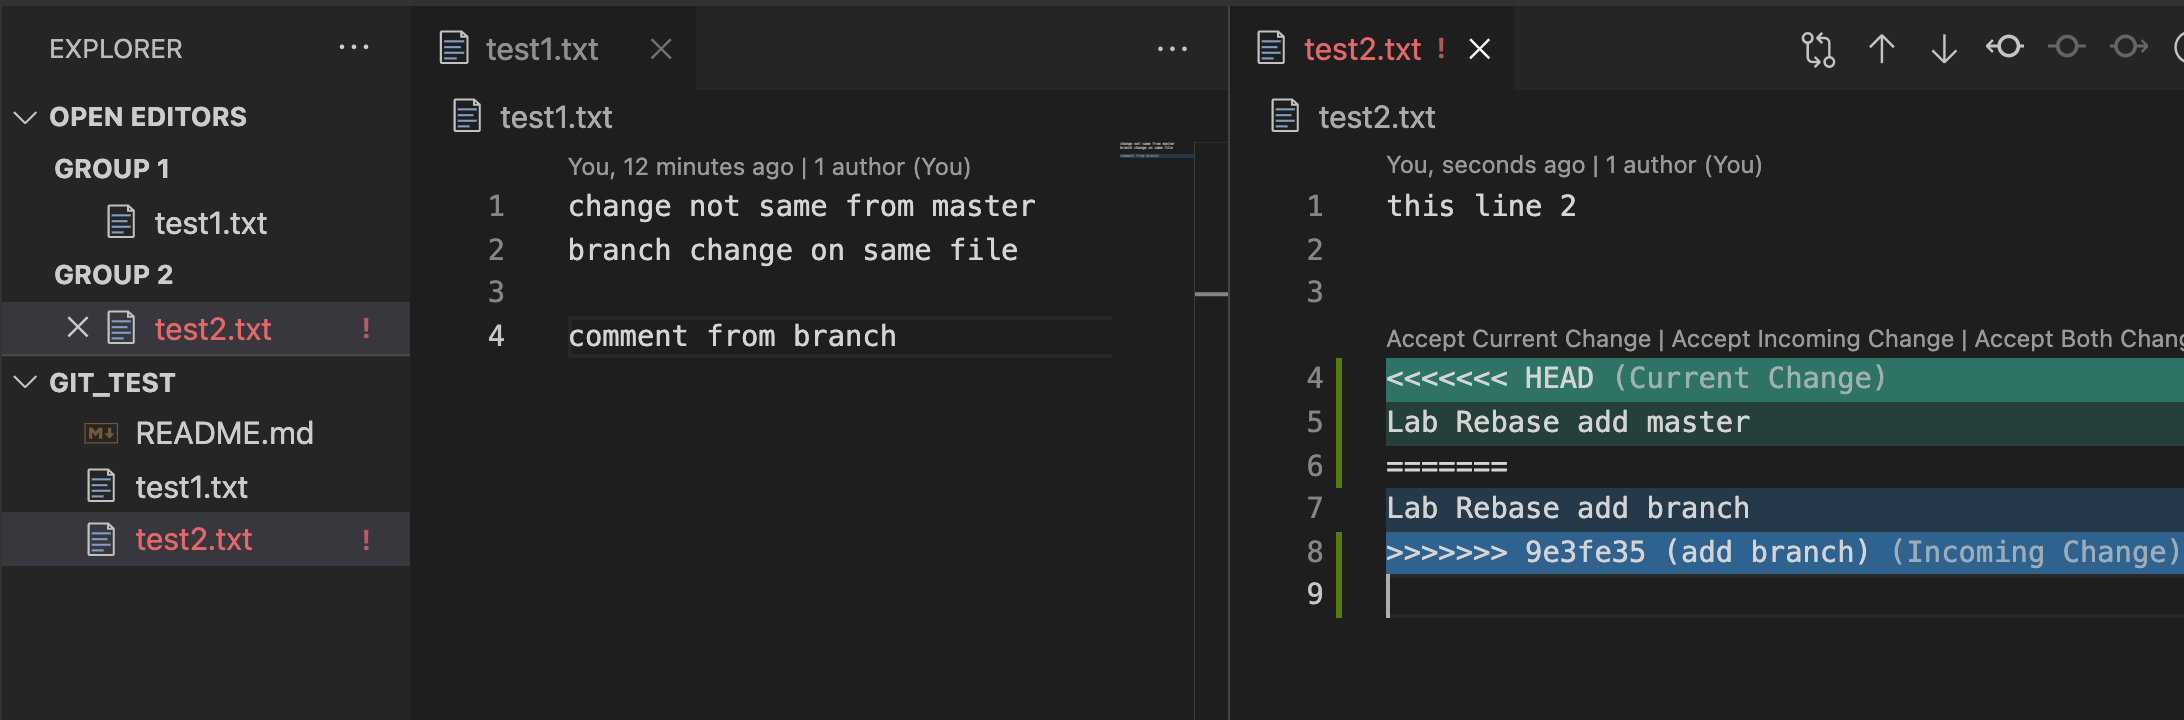 EXPLORER ...
OPEN EDITORS
GROUP 1
test1.txt
GROUP 2
test2.txt !
GIT_TEST
README.md
test1.txt
test2.txt !
test1.txt
test1.txt
You, 12 minutes ago | 1 author (You)
1 change not same from master
2 branch change on same file
3
4 comment from branch
test2.txt !
test2.txt
You, seconds ago | 1 author (You)
1 this line 2
2
3
Accept Current Change | Accept Incoming Change | Accept Both Chang
4 <<<<<<< HEAD (Current Change)
5 Lab Rebase add master
6 =======
7 Lab Rebase add branch
8 >>>>>>> 9e3fe35 (add branch) (Incoming Change)
9